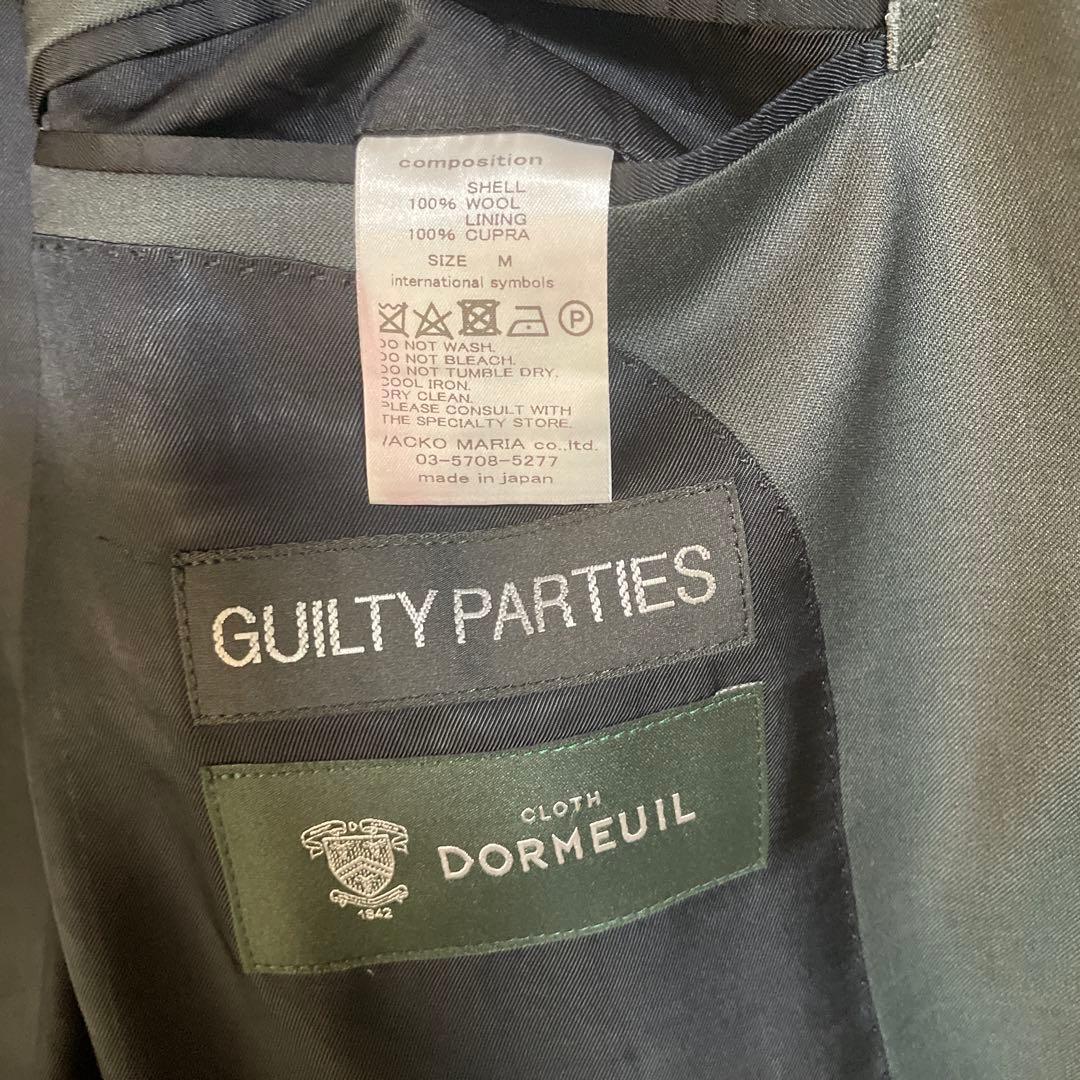 composition
SHELL
100% WOOL
LINING
100% CUPRA
SIZE M
international symbols
P
DO NOT WASH.
DO NOT BLEACH.
DO NOT TUMBLE DRY.
COOL IRON.
DRY CLEAN.
PLEASE CONSULT WITH
THE SPECIALTY STORE.
WACKO MARIA co.,ltd.
03-5708-5277
made in japan
GUILTY PARTIES
CLOTH
DORMEUIL
D
1842